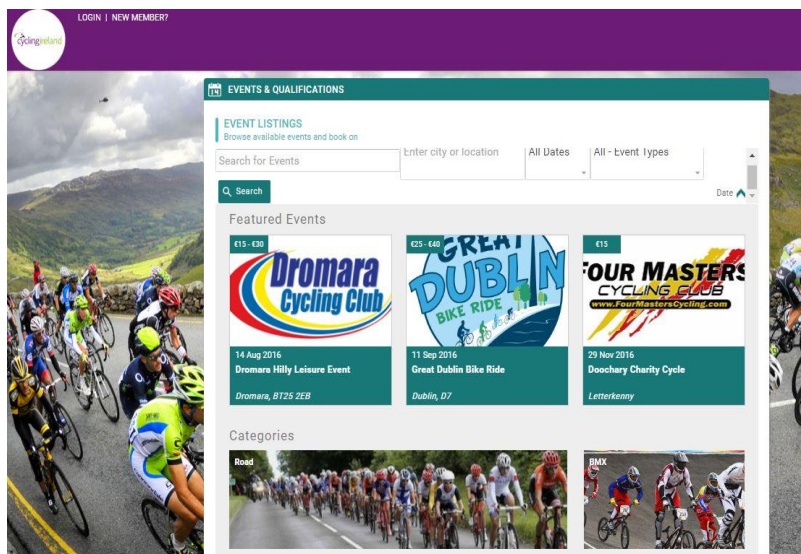 LOGIN | NEW MEMBER?
cyclingireland
14
EVENTS & QUALIFICATIONS
EVENT LISTINGS
Browse available events and book on
Search for Events
Enter city or location
All Dates
All - Event Types
Search
Date
Featured Events
€15 - €30
Dromara
Cycling Club
14 Aug 2016
Dromara Hilly Leisure Event
Dromara, BT25 2EB
€25 - €40
GREAT
DUBLIN
BIKE RIDE
11 Sep 2016
Great Dublin Bike Ride
Dublin, D7
€15
FOUR MASTERS
CYCLING CLUB
www.FourMastersCycling.com
29 Nov 2016
Doochary Charity Cycle
Letterkenny
Categories
Road
BMX